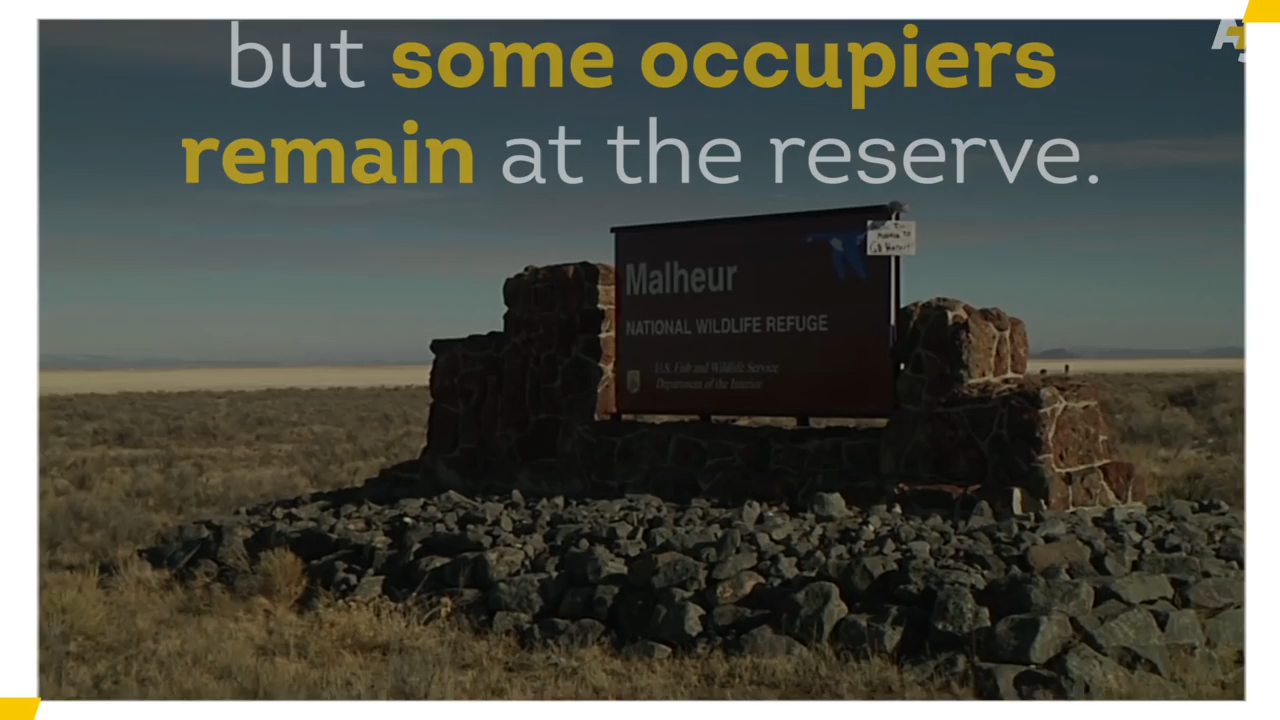 but some occupiers
remain at the reserve.
Malheur
NATIONAL WILDLIFE REFUGE
U.S. Fish and Wildlife Service
Department of the Interior